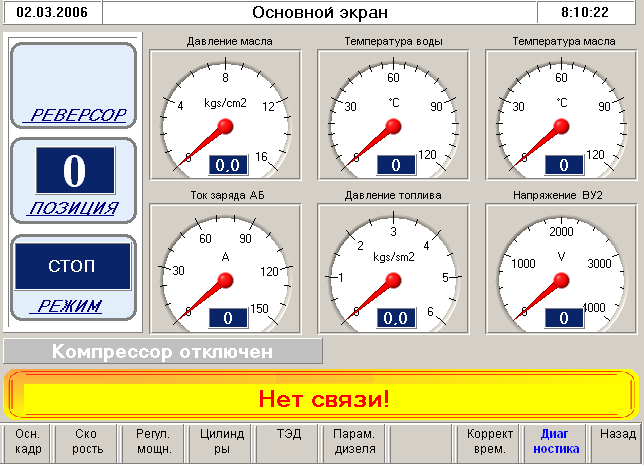 02.03.2006 Основной экран 8:10:22
РЕВЕРСОР
0
ПОЗИЦИЯ
СТОП
РЕЖИМ
Давление масла
0 4 8 12 16
kgs/cm2
0,0
Температура воды
0 30 60 90 120
°C
0
Температура масла
0 30 60 90 120
°C
0
Ток заряда АБ
0 30 60 90 120 150
A
0
Давление топлива
0 1 2 3 4 5 6
kgs/sm2
0,0
Напряжение ВУ2
0 1000 2000 3000 4000
V
0
Компрессор отключен
Нет связи!
Осн. Ско Регул. Цилинд ТЭД Парам. Коррект Диаг Назад
кадр рость мощн. ры дизеля врем. ностика